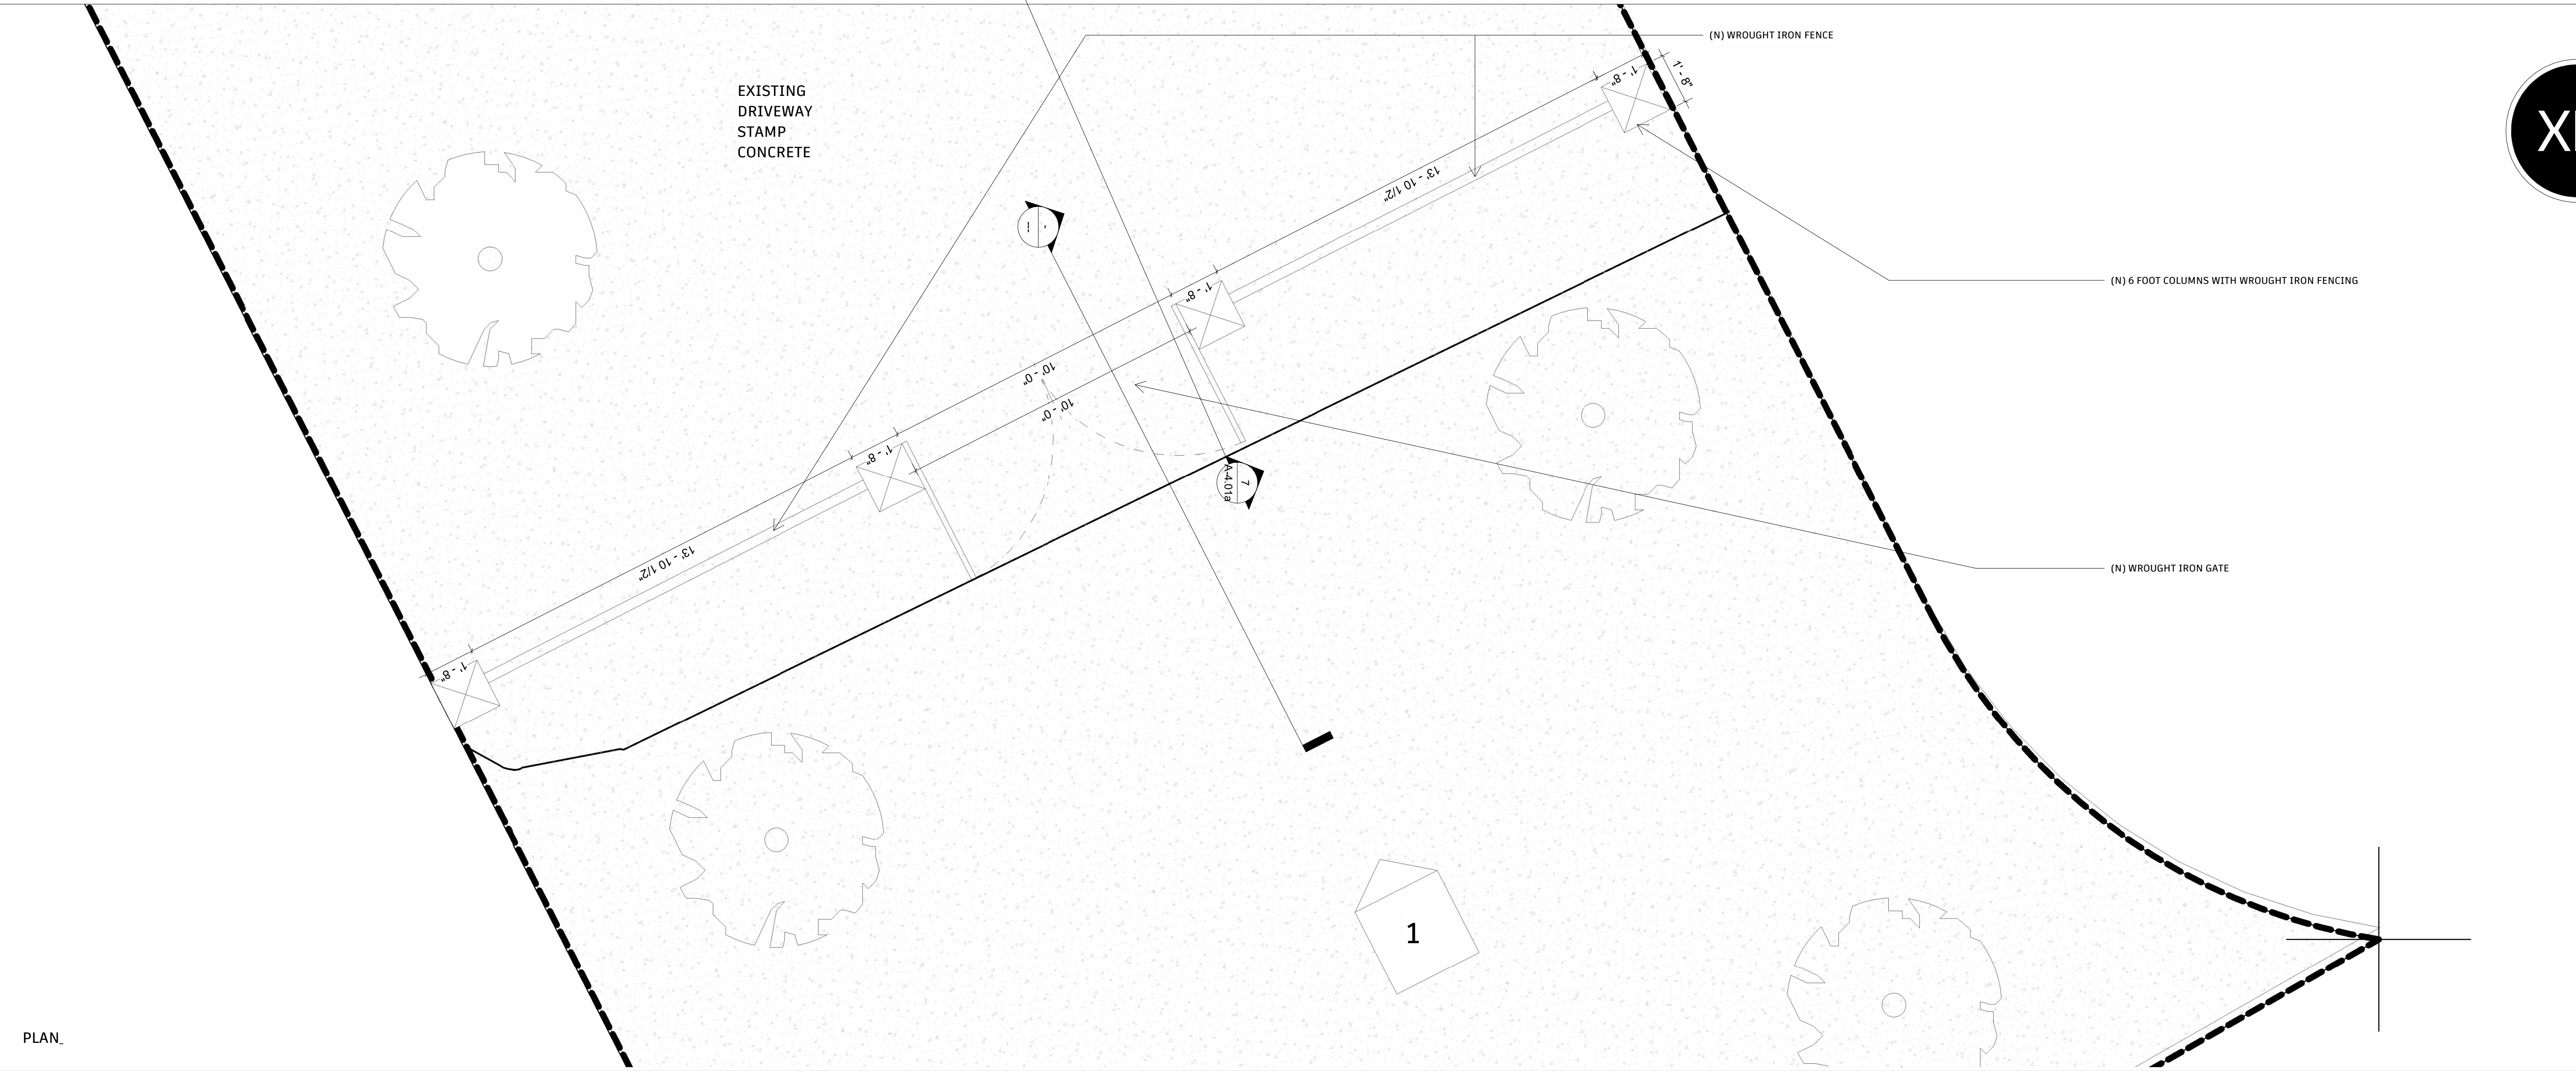 (N) WROUGHT IRON FENCE
1' - 8"
1' - 8"
EXISTING
DRIVEWAY
STAMP
CONCRETE
13' - 10 1/2"
---
-
(N) 6 FOOT COLUMNS WITH WROUGHT IRON FENCING
1' - 8"
10' - 0"
10' - 0"
1' - 8"
7
A-4.01a
13' - 10 1/2"
(N) WROUGHT IRON GATE
1' - 8"
1
PLAN_